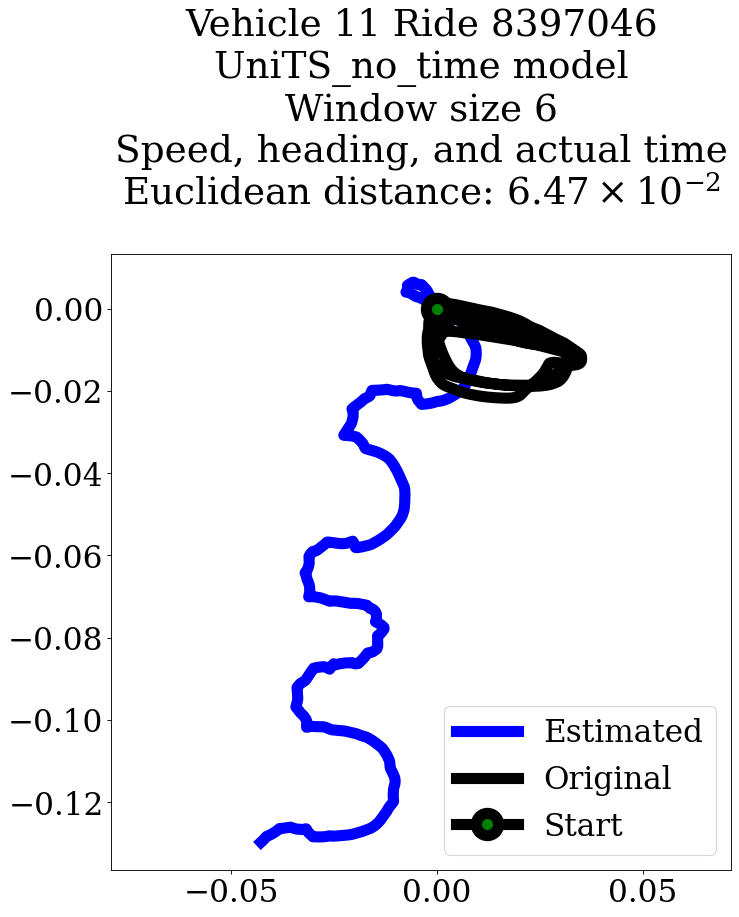 Vehicle 11 Ride 8397046
UniTS_no_time model
Window size 6
Speed, heading, and actual time
Euclidean distance: 6.47 × 10⁻²
0.00
−0.02
−0.04
−0.06
−0.08
−0.10
−0.12
Estimated
Original
Start
−0.05 0.00 0.05